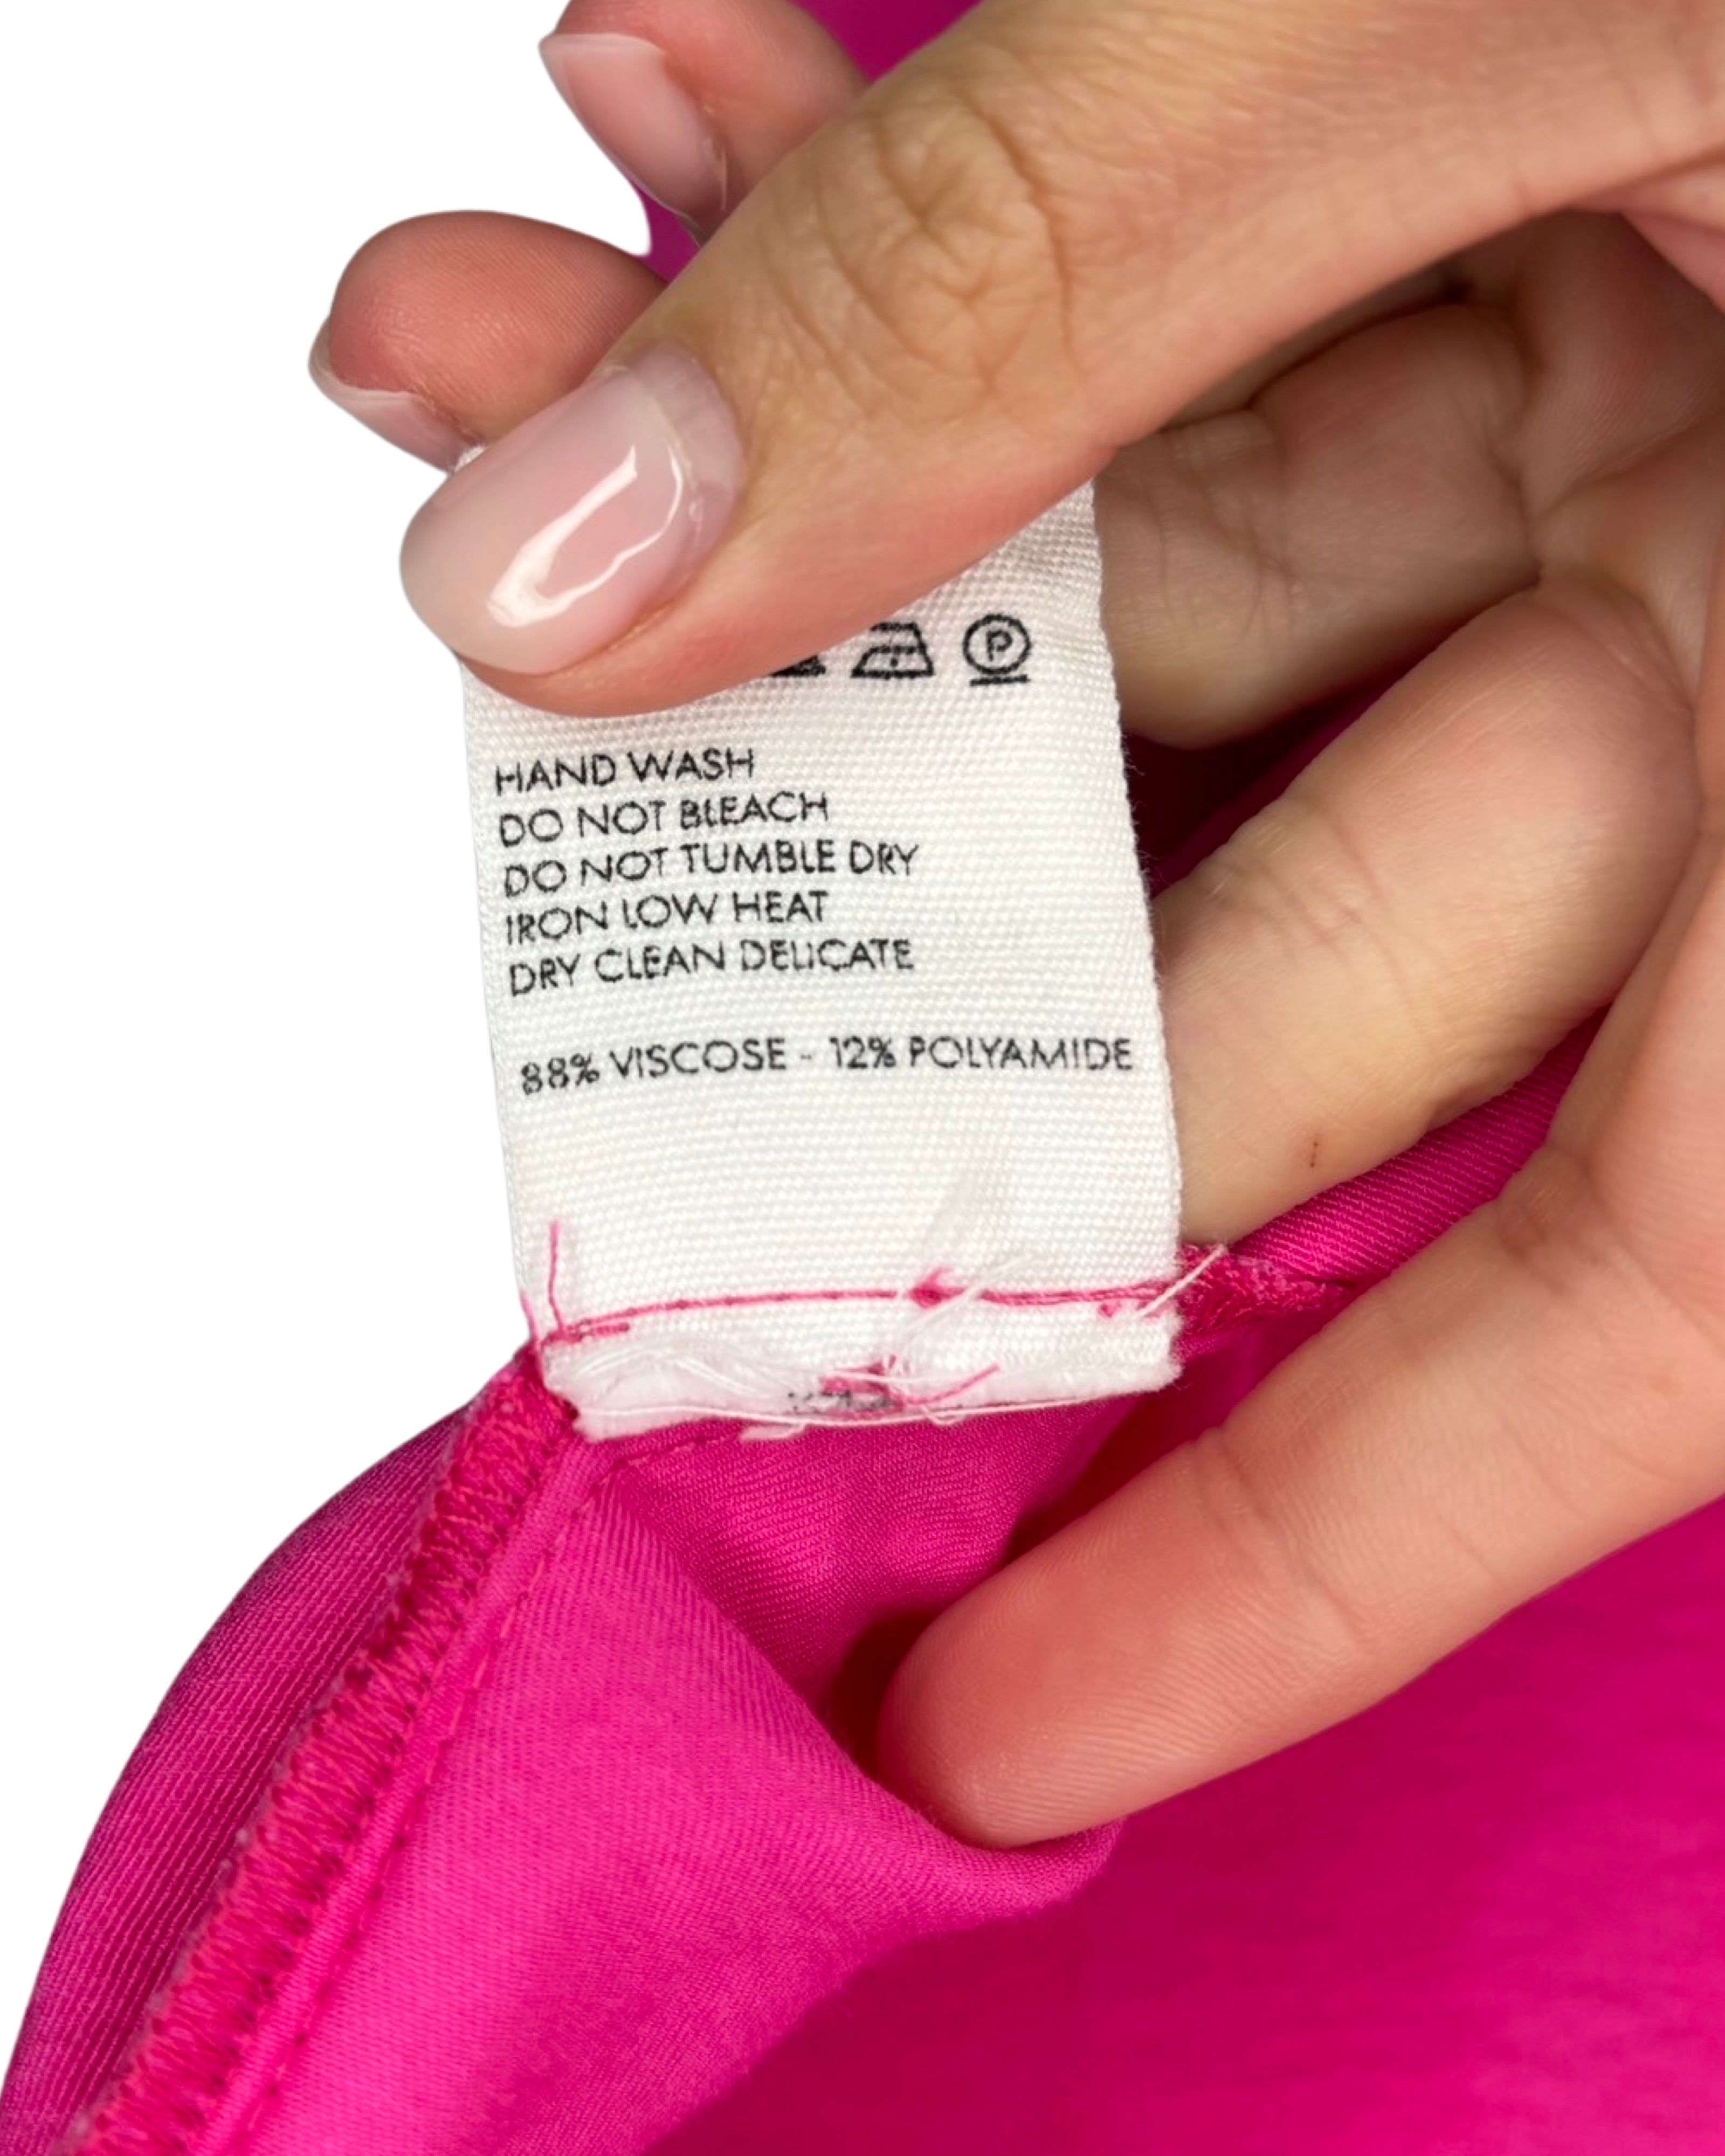 P
HAND WASH
DO NOT BLEACH
DO NOT TUMBLE DRY
IRON LOW HEAT
DRY CLEAN DELICATE
88% VISCOSE - 12% POLYAMIDE